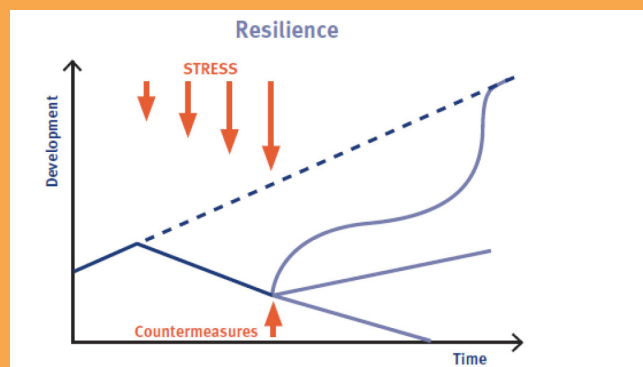 Resilience
STRESS
Development
Countermeasures
Time